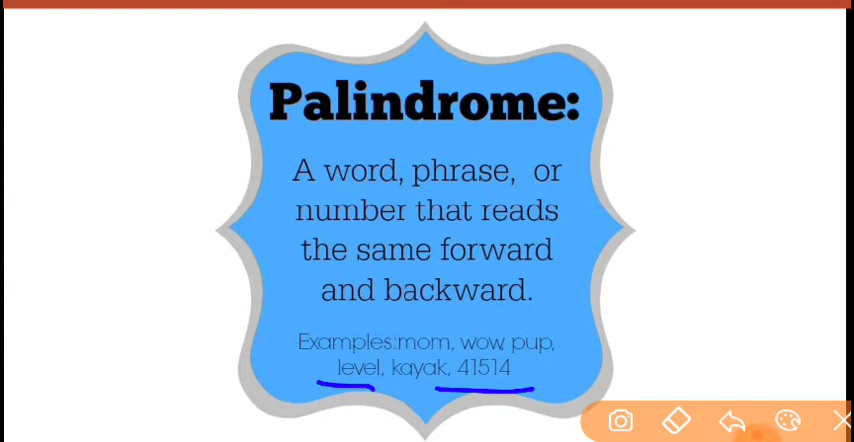 Palindrome:
A word, phrase, or
number that reads
the same forward
and backward.
Examples:mom, wow, pup,
level, kayak, 41514